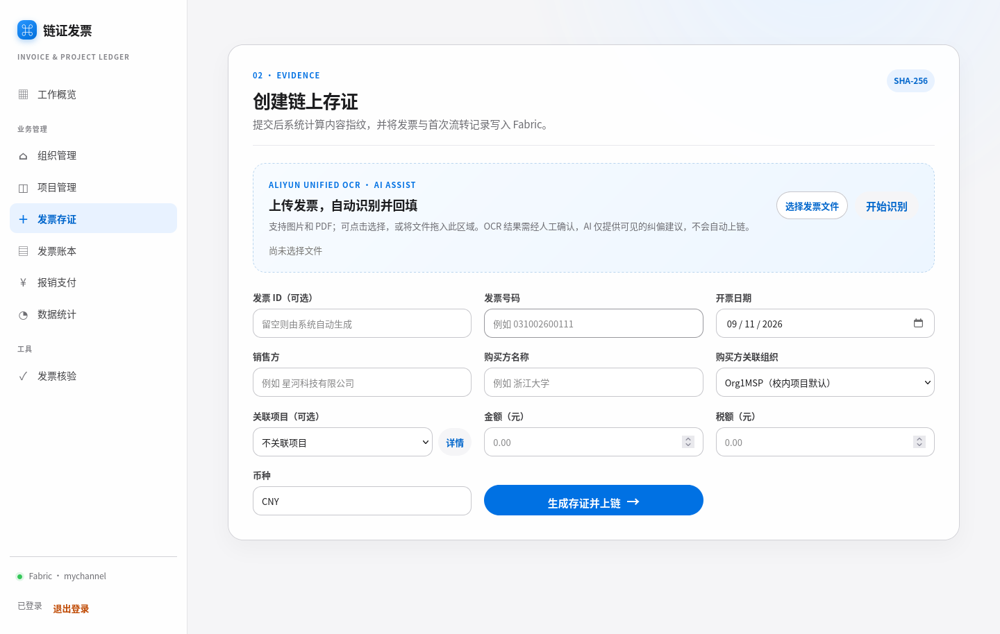 链证发票
INVOICE & PROJECT LEDGER
工作概览
业务管理
组织管理
项目管理
发票存证
发票账本
¥ 报销支付
数据统计
工具
发票核验
Fabric · mychannel
已登录 退出登录
02 · EVIDENCE
SHA-256
创建链上存证
提交后系统计算内容指纹，并将发票与首次流转记录写入 Fabric。
ALIYUN UNIFIED OCR · AI ASSIST
上传发票，自动识别并回填
选择发票文件 开始识别
支持图片和 PDF；可点击选择，或将文件拖入此区域。OCR 结果需经人工确认，AI 仅提供可见的纠偏建议，不会自动上链。
尚未选择文件
发票 ID（可选） 发票号码 开票日期
留空则由系统自动生成 例如 031002600111 09 / 11 / 2026
销售方 购买方名称 购买方关联组织
例如 星河科技有限公司 例如 浙江大学 Org1MSP（校内项目默认）
关联项目（可选） 金额（元） 税额（元）
不关联项目 详情 0.00 0.00
币种
CNY 生成存证并上链 →